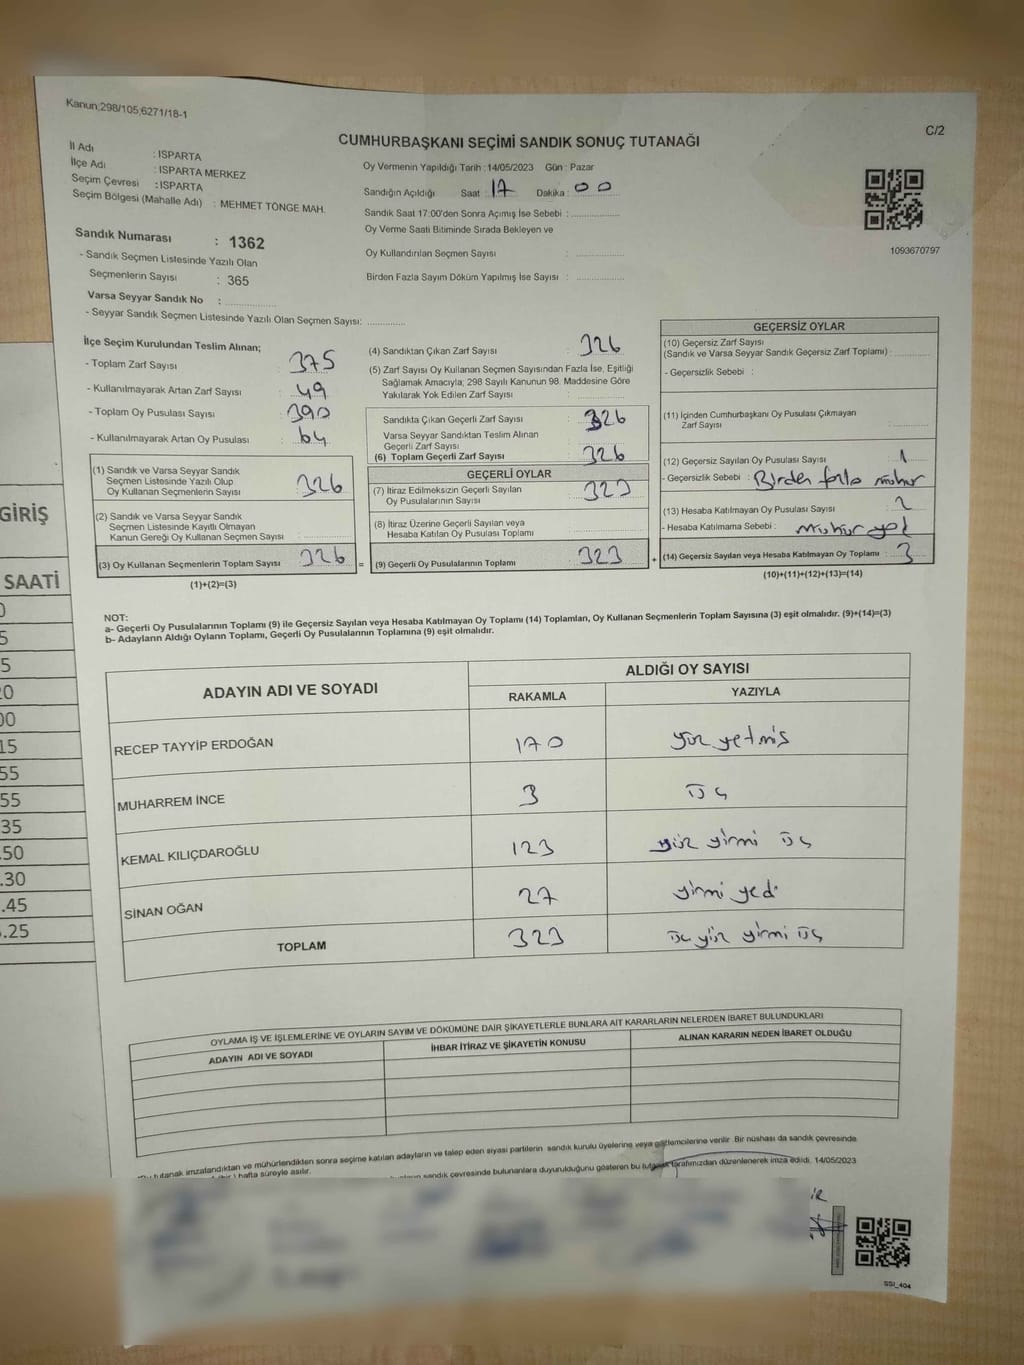 Kanun;298/105;6271/18-1
C/2
CUMHURBAŞKANI SEÇİMİ SANDIK SONUÇ TUTANAĞI
İl Adı : ISPARTA
İlçe Adı : ISPARTA MERKEZ
Seçim Çevresi : ISPARTA
Seçim Bölgesi (Mahalle Adı) : MEHMET TÖNGE MAH.
Sandık Numarası : 1362
- Sandık Seçmen Listesinde Yazılı Olan
Seçmenlerin Sayısı : 365
Varsa Seyyar Sandık No :
- Seyyar Sandık Seçmen Listesinde Yazılı Olan Seçmen Sayısı:
Oy Vermenin Yapıldığı Tarih : 14/05/2023 Gün : Pazar
Sandığın Açıldığı Saat : 17 Dakika : 00
Sandık Saat 17:00'den Sonra Açımış İse Sebebi :
Oy Verme Saati Bitiminde Sırada Bekleyen ve
Oy Kullandırılan Seçmen Sayısı :
Birden Fazla Sayım Döküm Yapılmış İse Sayısı :
1093670797
İlçe Seçim Kurulundan Teslim Alınan;
- Toplam Zarf Sayısı : 375
- Kullanılmayarak Artan Zarf Sayısı : 49
- Toplam Oy Pusulası Sayısı : 390
- Kullanılmayarak Artan Oy Pusulası : 64
(1) Sandık ve Varsa Seyyar Sandık
Seçmen Listesinde Yazılı Olup
Oy Kullanan Seçmenlerin Sayısı : 326
(2) Sandık ve Varsa Seyyar Sandık
Seçmen Listesinde Kayıtlı Olmayan
Kanun Gereği Oy Kullanan Seçmen Sayısı :
(3) Oy Kullanan Seçmenlerin Toplam Sayısı : 326 =
(1)+(2)=(3)
(4) Sandıktan Çıkan Zarf Sayısı : 326
(5) Zarf Sayısı Oy Kullanan Seçmen Sayısından Fazla İse, Eşitliği
Sağlamak Amacıyla; 298 Sayılı Kanunun 98. Maddesine Göre
Yakılarak Yok Edilen Zarf Sayısı :
Sandıkta Çıkan Geçerli Zarf Sayısı : 326
Varsa Seyyar Sandıktan Teslim Alınan
Geçerli Zarf Sayısı
(6) Toplam Geçerli Zarf Sayısı : 326
GEÇERLİ OYLAR
(7) İtiraz Edilmeksizin Geçerli Sayılan
Oy Pusulalarının Sayısı : 323
(8) İtiraz Üzerine Geçerli Sayılan veya
Hesaba Katılan Oy Pusulası Toplamı :
(9) Geçerli Oy Pusulalarının Toplamı : 323 +
GEÇERSİZ OYLAR
(10) Geçersiz Zarf Sayısı
(Sandık ve Varsa Seyyar Sandık Geçersiz Zarf Toplamı) :
- Geçersizlik Sebebi :
(11) İçinden Cumhurbaşkanı Oy Pusulası Çıkmayan
Zarf Sayısı
(12) Geçersiz Sayılan Oy Pusulası Sayısı : 1
- Geçersizlik Sebebi : Birden fazla mühür
(13) Hesaba Katılmayan Oy Pusulası Sayısı : 2
- Hesaba Katılmama Sebebi : mühür yok
(14) Geçersiz Sayılan veya Hesaba Katılmayan Oy Toplamı : 3
(10)+(11)+(12)+(13)=(14)
NOT:
a- Geçerli Oy Pusulalarının Toplamı (9) ile Geçersiz Sayılan veya Hesaba Katılmayan Oy Toplamı (14) Toplamları, Oy Kullanan Seçmenlerin Toplam Sayısına (3) eşit olmalıdır. (9)+(14)=(3)
b- Adayların Aldığı Oyların Toplamı, Geçerli Oy Pusulalarının Toplamına (9) eşit olmalıdır.
ADAYIN ADI VE SOYADI
ALDIĞI OY SAYISI
RAKAMLA YAZIYLA
RECEP TAYYİP ERDOĞAN 170 yüz yetmis
MUHARREM İNCE 3 üç
KEMAL KILIÇDAROĞLU 123 yüz yirmi üç
SİNAN OĞAN 27 yirmi yedi
TOPLAM 323 üç yüz yirmi üç
OYLAMA İŞ VE İŞLEMLERİNE VE OYLARIN SAYIM VE DÖKÜMÜNE DAİR ŞİKAYETLERLE BUNLARA AİT KARARLARIN NELERDEN İBARET BULUNDUKLARI
ADAYIN ADI VE SOYADI İHBAR İTİRAZ VE ŞİKAYETİN KONUSU ALINAN KARARIN NEDEN İBARET OLDUĞU
tutanak imzalandıktan ve mühürlendikten sonra seçime katılan adayların ve talep eden siyasi partilerin sandık kurulu üyelerine veya gözlemcilerine verilir. Bir nüshası da sandık çevresinde
hafta süreyle asılır.
sandık çevresinde bulunanlara duyurulduğunu gösteren bu tutanak tarafımızdan düzenlenerek imza edildi. 14/05/2023
SSI_404
GİRİŞ
SAATİ
0
5
5
20
00
15
55
55
35
.50
.30
.45
.25